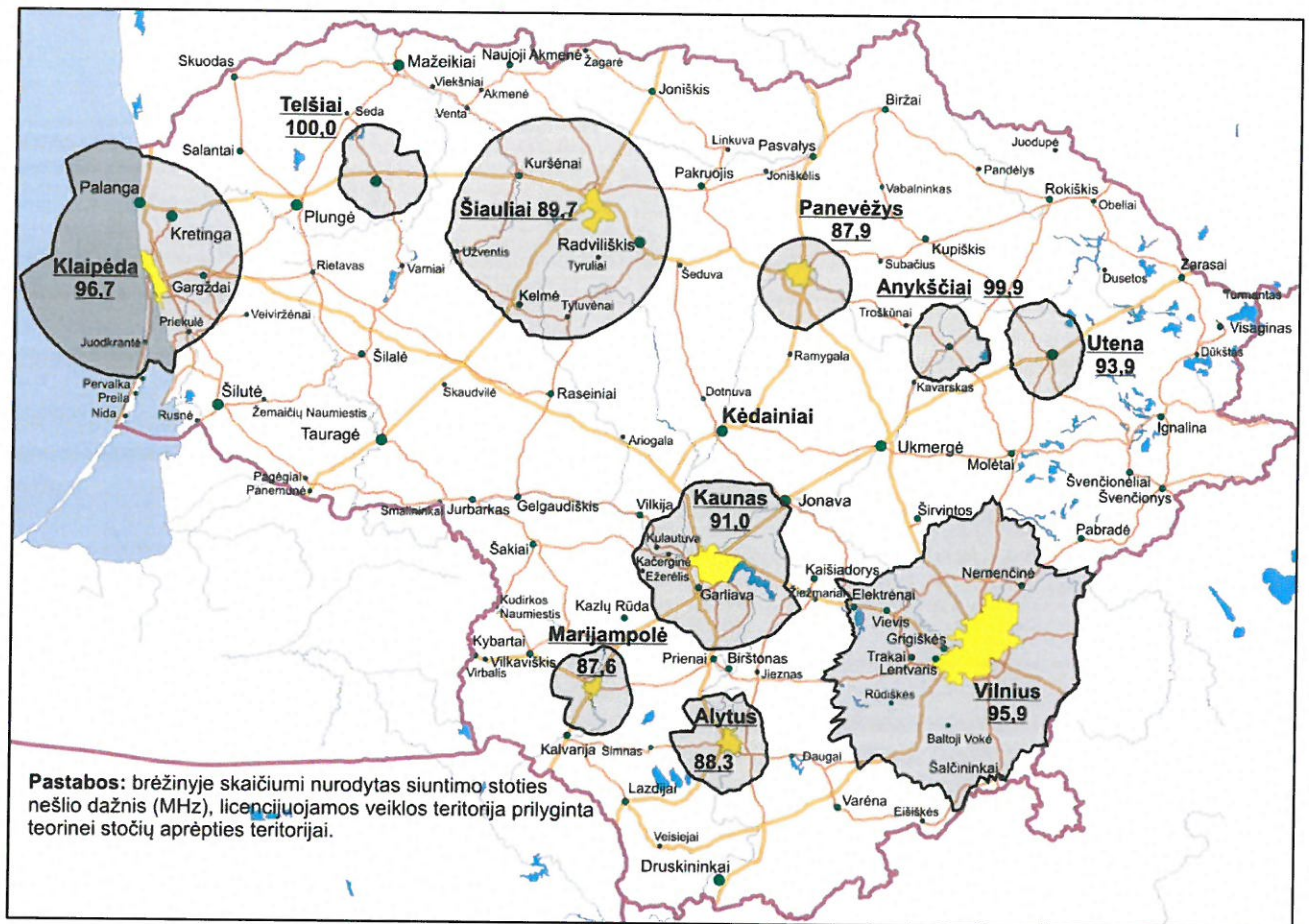 Skuodas
Mažeikiai
Naujoji Akmenė
Žagarė
Viekšniai
Akmenė
Joniškis
Telšiai
100,0
Seda
Venta
Biržai
Salantai
Linkuva
Pasvalys
Juodupė
Kuršėnai
Pakruojis
Joniškėlis
Vabalninkas
Pandėlys
Rokiškis
Obeliai
Palanga
Plungė
Šiauliai 89,7
Panevėžys
87,9
Kretinga
Radviliškis
Kupiškis
Klaipėda
96,7
Gargždai
Rietavas
Varniai
Užventis
Tyruliai
Šeduva
Subačius
Dusetos
Zarasai
Anykščiai 99,9
Turmantas
Priekulė
Veiviržėnai
Kelmė
Tytuvėnai
Troškūnai
Visaginas
Juodkrantė
Šilalė
Ramygala
Utena
93,9
Dūkštas
Pervalka
Preila
Nida
Rusnė
Šilutė
Žemaičių Naumiestis
Skaudvilė
Raseiniai
Dotnuva
Kavarskas
Tauragė
Ariogala
Kėdainiai
Ukmergė
Ignalina
Molėtai
Pagėgiai
Panemunė
Švenčionėliai
Švenčionys
Smalininkai
Jurbarkas
Gelgaudiškis
Vilkija
Kaunas
91,0
Jonava
Širvintos
Pabradė
Šakiai
Kulautuva
Kačerginė
Ežerėlis
Garliava
Kaišiadorys
Žiežmariai
Elektrėnai
Nemenčinė
Kudirkos
Naumiestis
Kazlų Rūda
Vievis
Grigiškės
Kybartai
Virbalis
Vilkaviškis
Marijampolė
87,6
Prienai
Birštonas
Jieznas
Trakai
Lentvaris
Rūdiškės
Vilnius
95,9
Alytus
88,3
Baltoji Vokė
Kalvarija
Simnas
Daugai
Šalčininkai
Pastabos: brėžinyje skaičiumi nurodytas siuntimo stoties
nešlio dažnis (MHz), licencijuojamos veiklos teritorija prilyginta
teorinei stočių aprėpties teritorijai.
Lazdijai
Varėna
Eišiškės
Veisiejai
Druskininkai